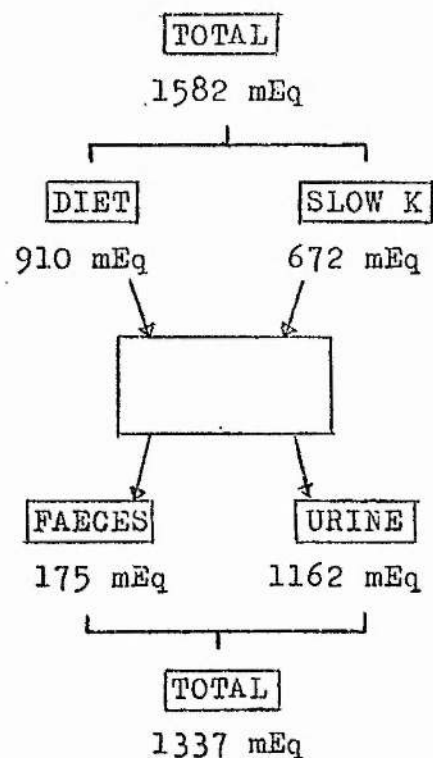 TOTAL
1582 mEq
DIET SLOW K
910 mEq 672 mEq
FAECES URINE
175 mEq 1162 mEq
TOTAL
1337 mEq